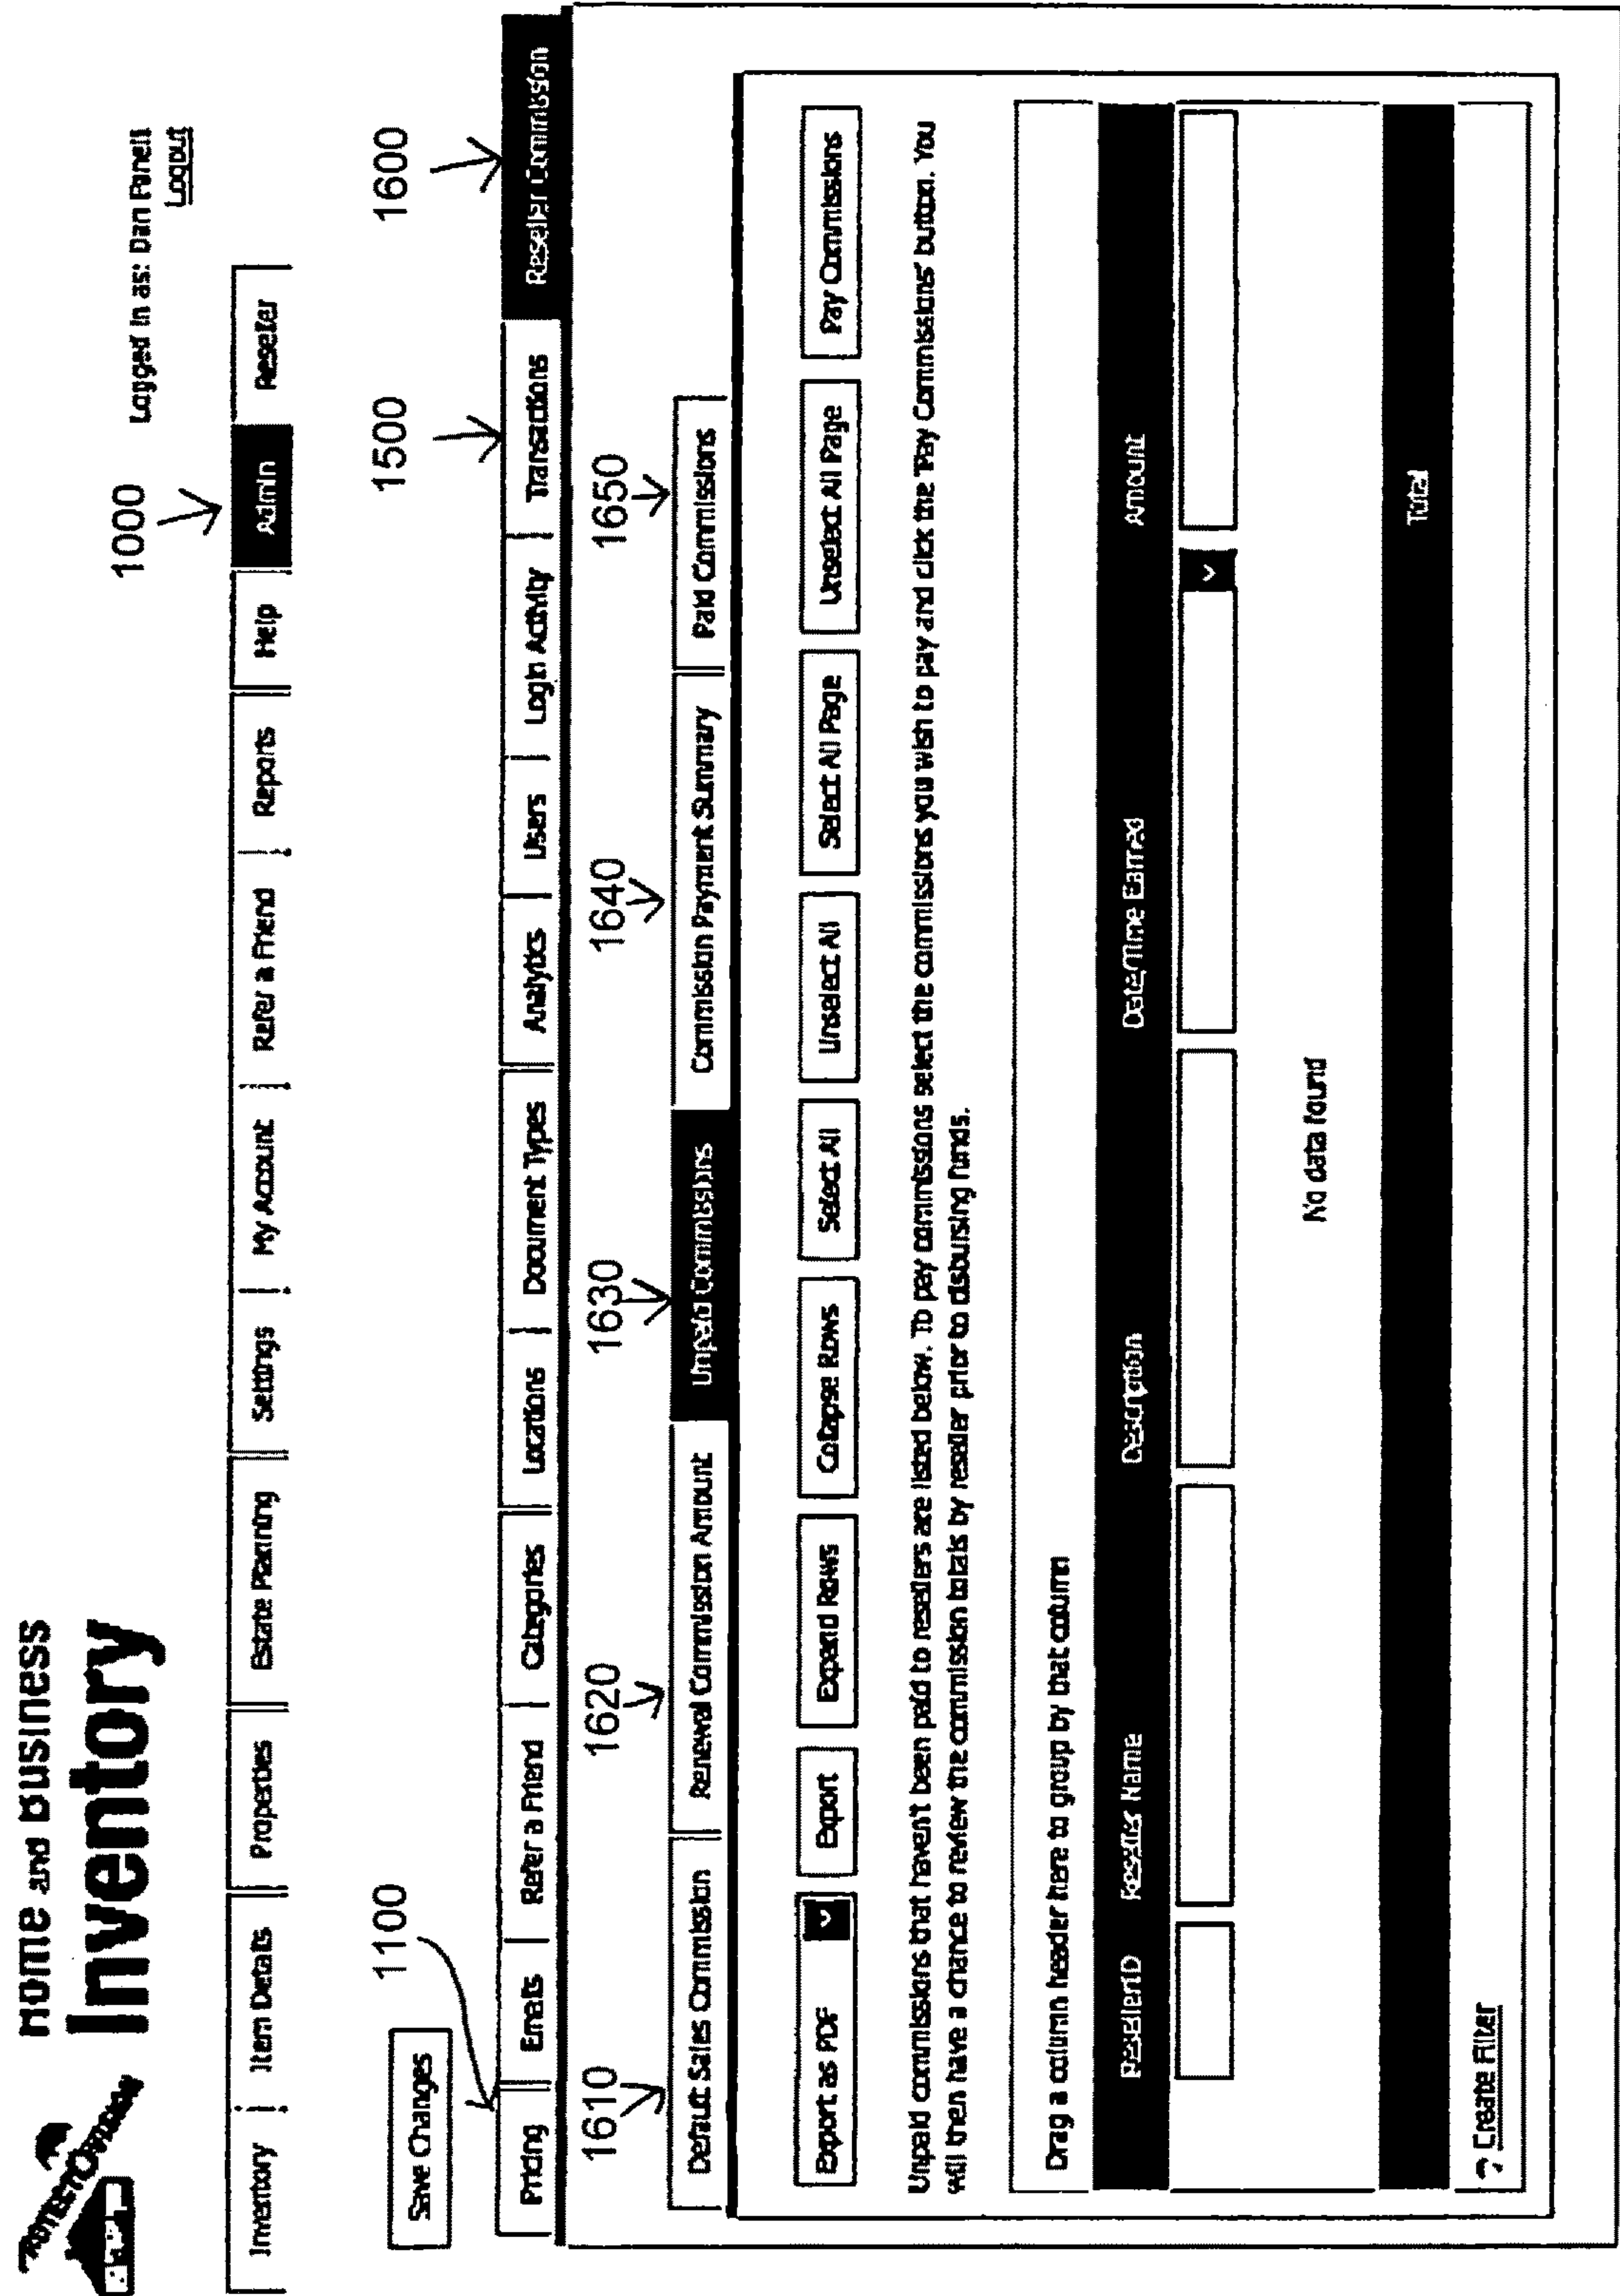 HOME and BUSINESS
Inventory
1000
Logged in as: Dan Panell
Logout
Inventory Item Details Properties Estate Planning Settings My Account Refer a Friend Reports Help Admin Reseller
Save Changes
1100
1500
1600
Pricing Emails Refer a Friend Categories Locations Document Types Analytics Users Login Activity Transactions Reseller Commission
1610 1620 1630 1640 1650
Default Sales Commission Renewal Commission Amount Unpaid Commissions Commission Payment Summary Paid Commissions
Export as PDF Export Expand Rows Collapse Rows Select All Unselect All Select All Page Unselect All Page Pay Commissions
Unpaid commissions that haven't been paid to resellers are listed below. To pay commissions select the commissions you wish to pay and click the 'Pay Commissions' button. You
will then have a chance to review the commission totals by reseller prior to disbursing funds.
Drag a column header here to group by that column
ResellerID Reseller Name Description Date/Time Earned Amount
No data found
Total
Create Filter